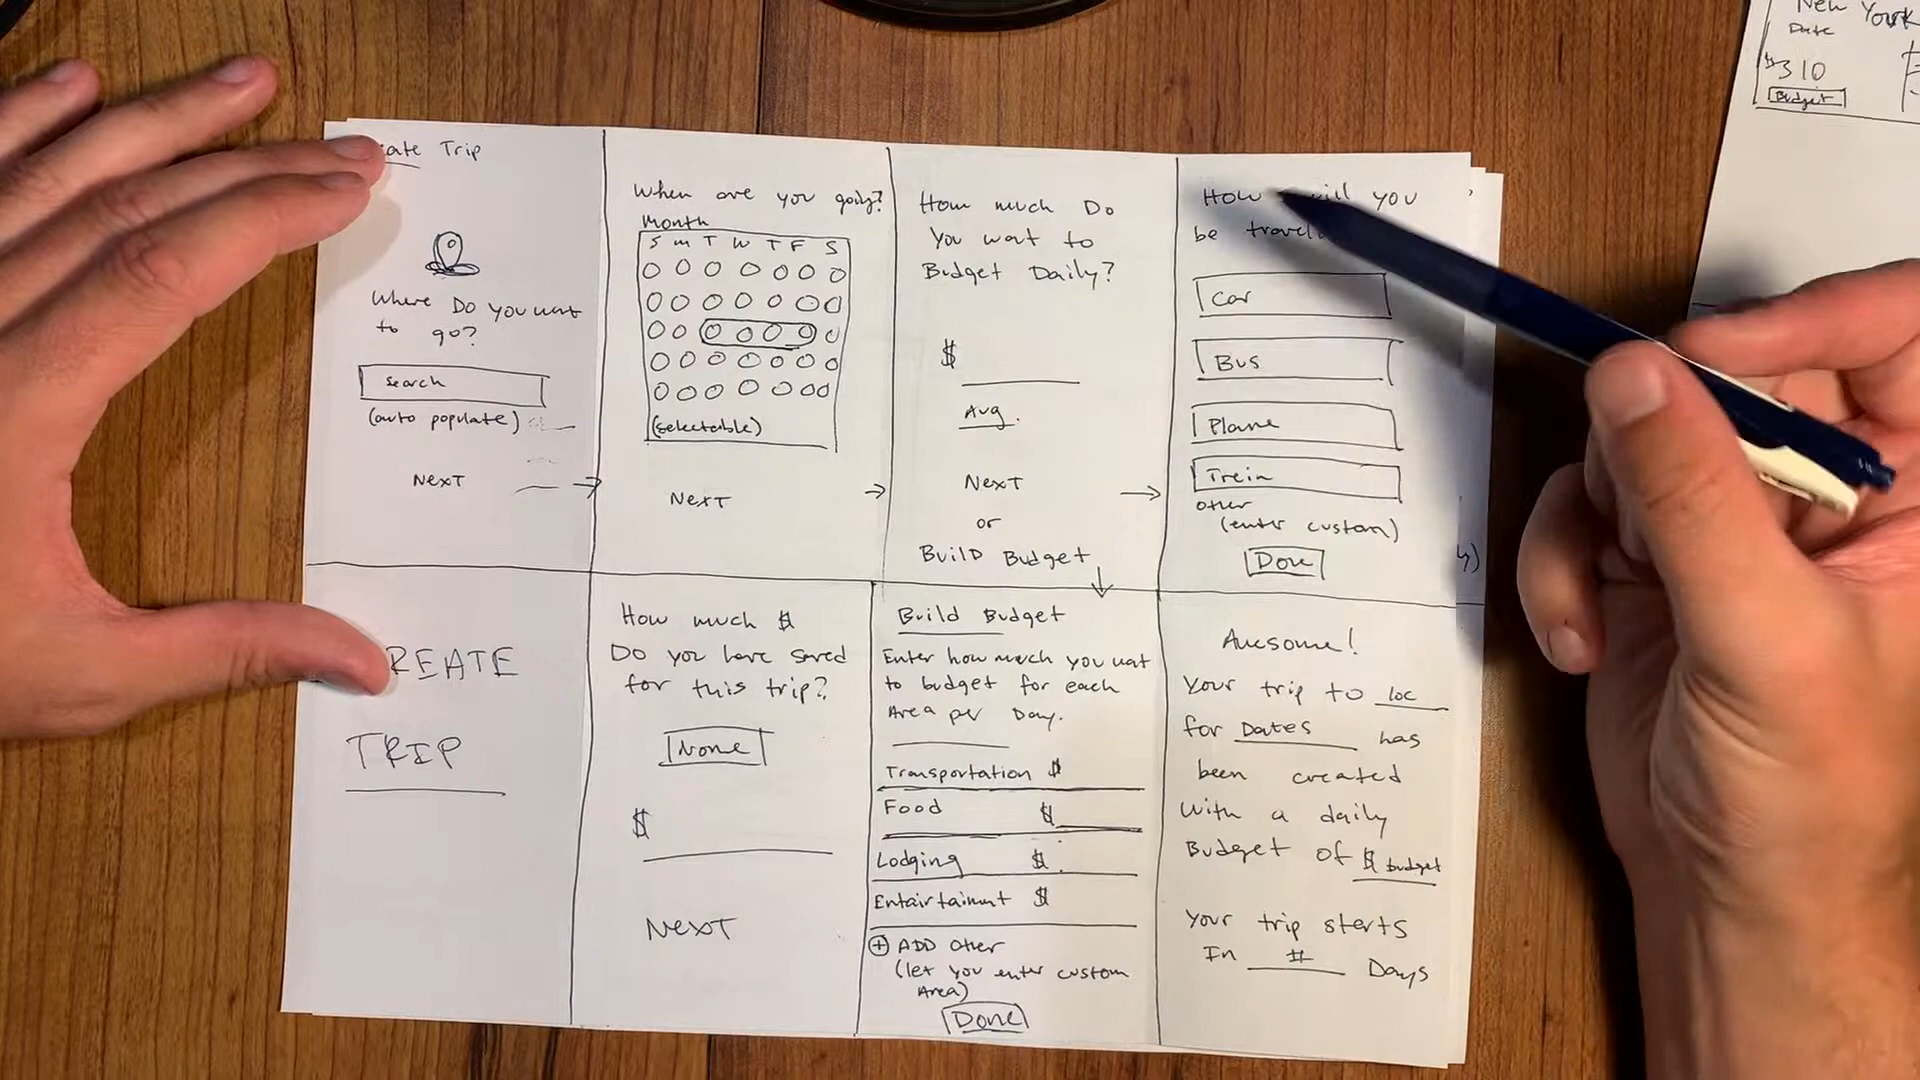 Trip
Where Do you want
to go?
Search
(auto populate)
NEXT
When are you going?
Month
S M T W T F S
(selectable)
NEXT
How much Do
You want to
Budget Daily?
$
Avg.
NEXT
or
Build Budget
How will you
be
Car
Bus
Plane
Train
other
(enter custom)
Done
CREATE
TRIP
How much $
Do you have saved
for this trip?
None
$
NEXT
Build Budget
Enter how much you want
to budget for each
Area per Day.
Transportation $
Food $
Lodging $
Entairtainment $
+ ADD Other
(let you enter custom
Area)
Done
Awesome!
Your trip to loc
for Dates has
been created
With a daily
Budget of $ budget
Your trip starts
In # Days
New York
Date
$310
Budget